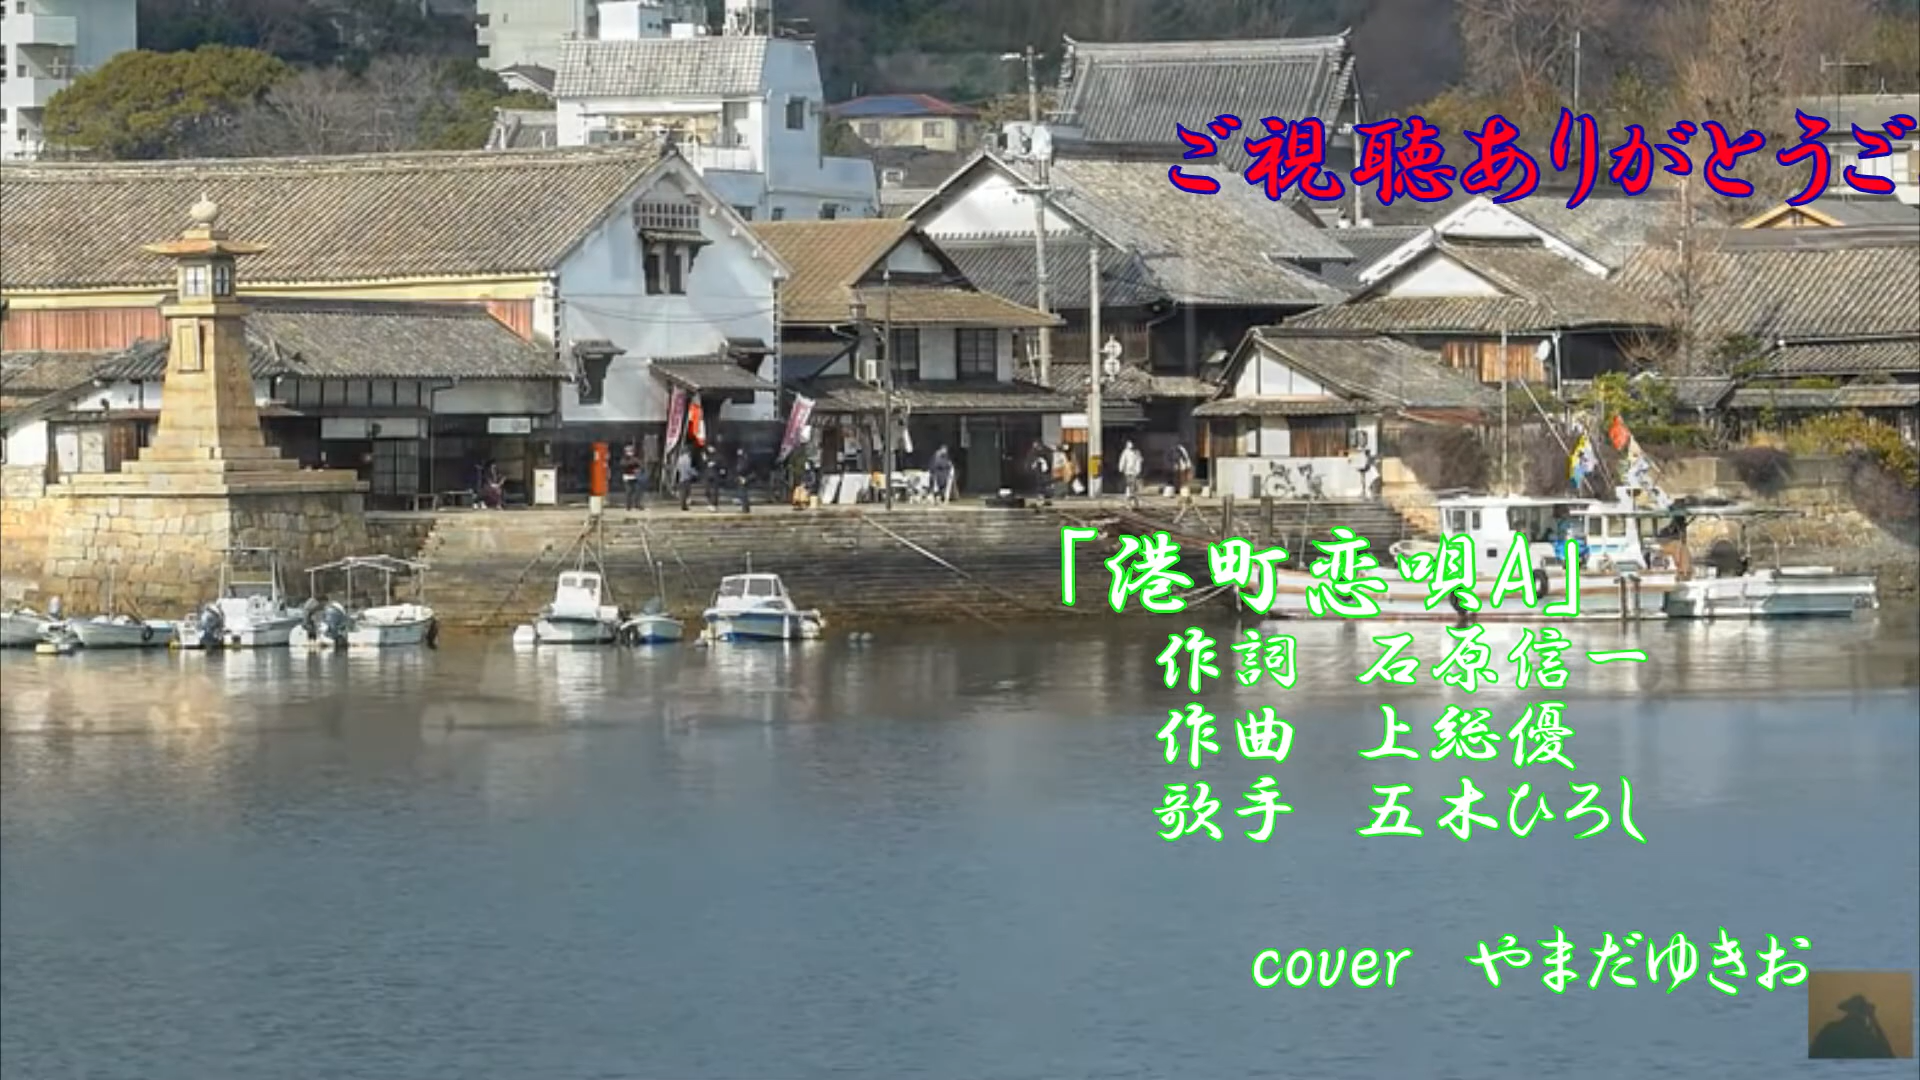 ご視聴ありがとうご
「港町恋唄A」
作詞 石原信一
作曲 上総優
歌手 五木ひろし
cover やまだゆきお